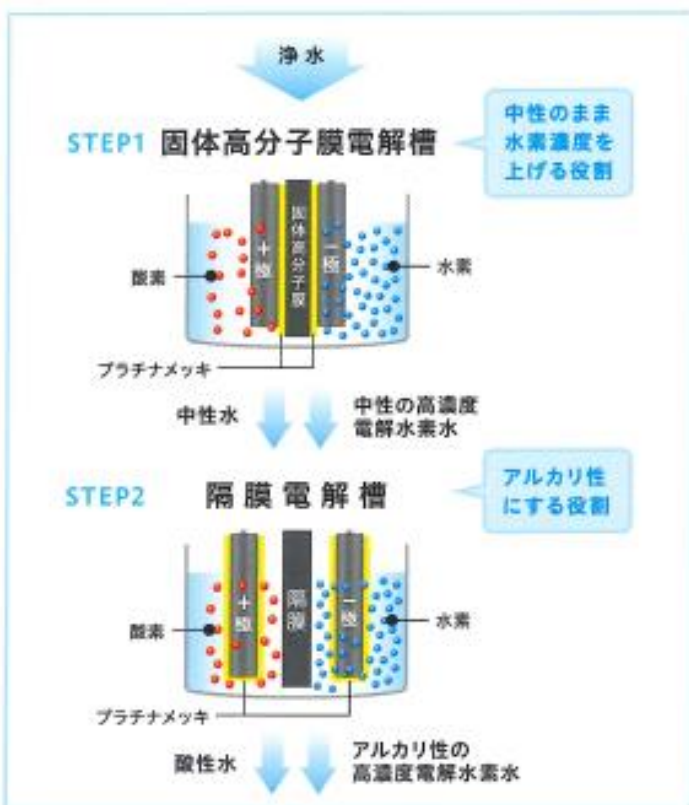 浄水
STEP1 固体高分子膜電解槽
中性のまま
水素濃度を
上げる役割
酸素
+極
固体高分子膜
−極
水素
プラチナメッキ
中性水
中性の高濃度
電解水素水
STEP2 隔膜電解槽
アルカリ性
にする役割
酸素
+極
隔膜
−極
水素
プラチナメッキ
酸性水
アルカリ性の
高濃度電解水素水